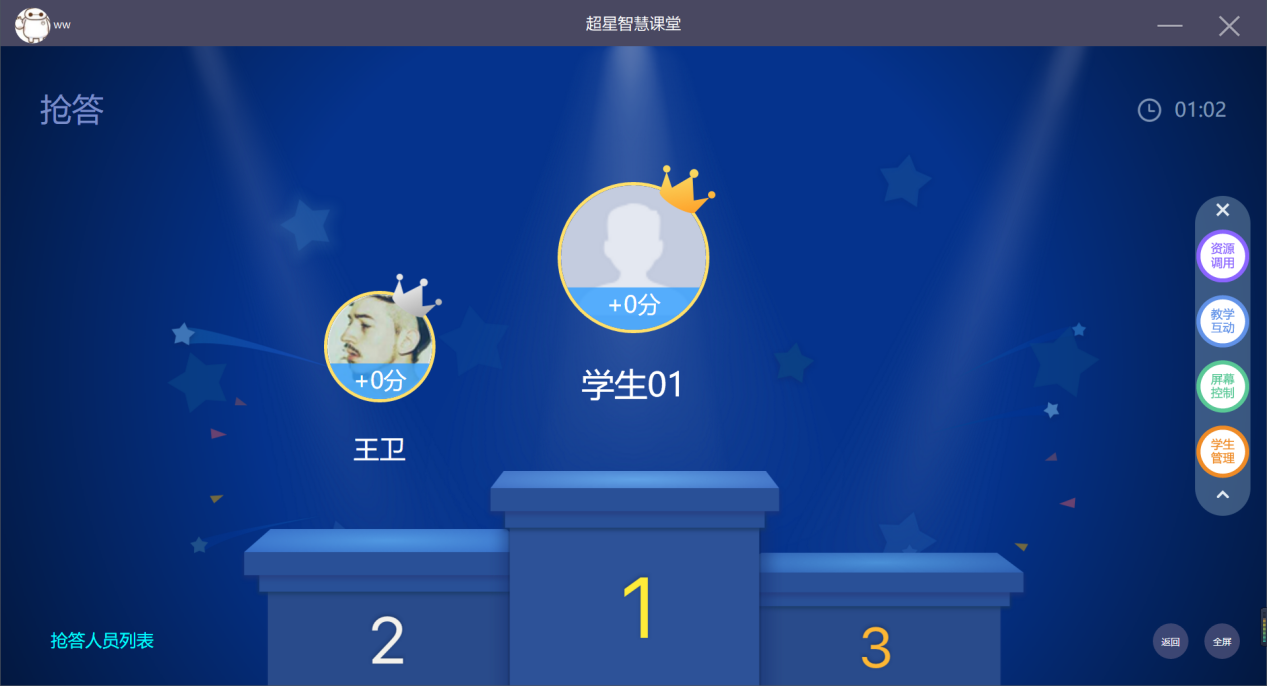 ww
超星智慧课堂
抢答
01:02
+0分
学生01
+0分
王卫
1
2
3
资源
调用
教学
互动
屏幕
控制
学生
管理
抢答人员列表
返回
全屏